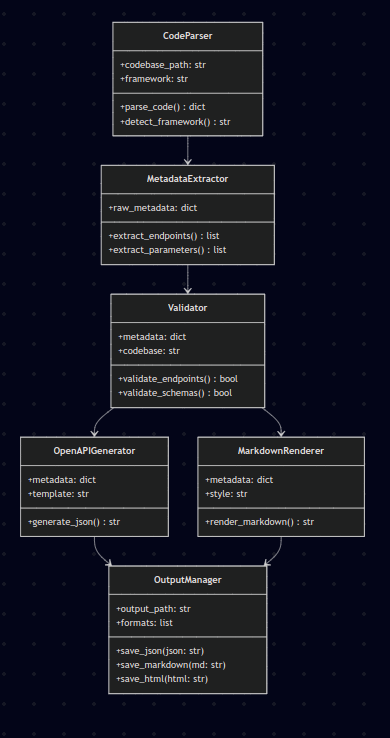 CodeParser
+codebase_path: str
+framework: str
+parse_code() : dict
+detect_framework() : str
MetadataExtractor
+raw_metadata: dict
+extract_endpoints() : list
+extract_parameters() : list
Validator
+metadata: dict
+codebase: str
+validate_endpoints() : bool
+validate_schemas() : bool
OpenAPIGenerator
+metadata: dict
+template: str
+generate_json() : str
MarkdownRenderer
+metadata: dict
+style: str
+render_markdown() : str
OutputManager
+output_path: str
+formats: list
+save_json(json: str)
+save_markdown(md: str)
+save_html(html: str)